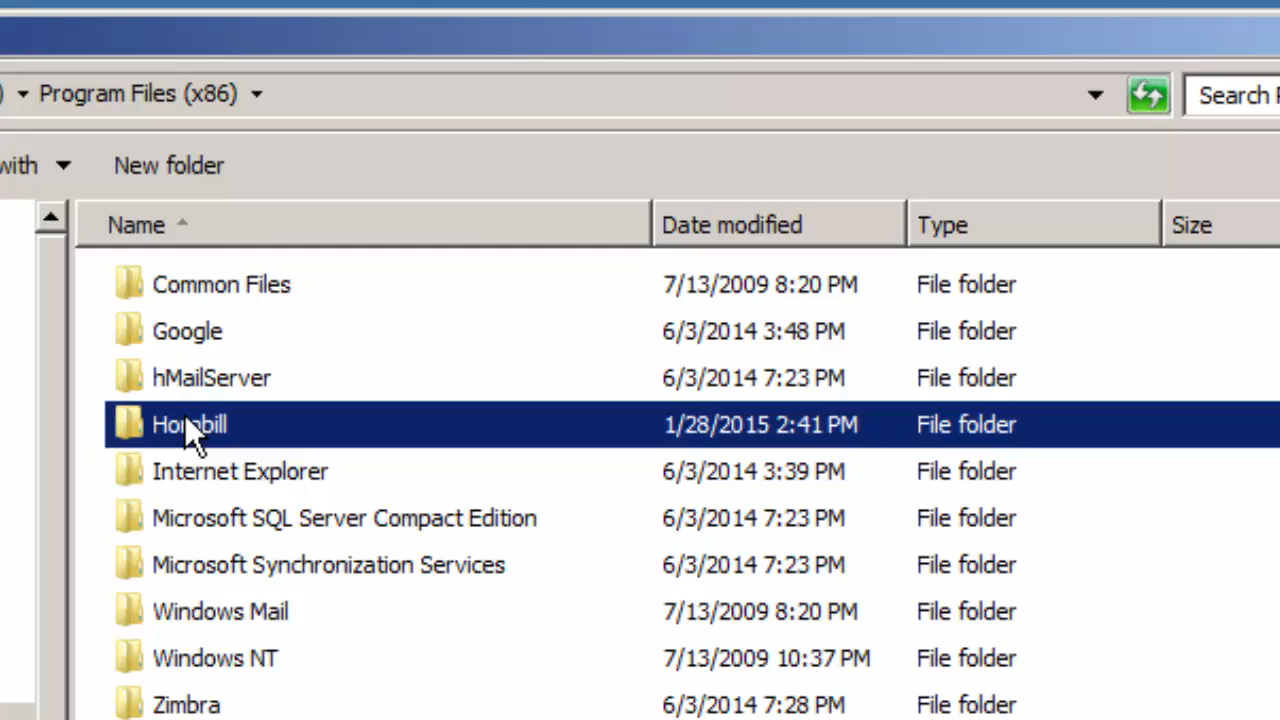 ) Program Files (x86) Search
with New folder
Name Date modified Type Size
Common Files 7/13/2009 8:20 PM File folder
Google 6/3/2014 3:48 PM File folder
hMailServer 6/3/2014 7:23 PM File folder
Hornbill 1/28/2015 2:41 PM File folder
Internet Explorer 6/3/2014 3:39 PM File folder
Microsoft SQL Server Compact Edition 6/3/2014 7:23 PM File folder
Microsoft Synchronization Services 6/3/2014 7:23 PM File folder
Windows Mail 7/13/2009 8:20 PM File folder
Windows NT 7/13/2009 10:37 PM File folder
Zimbra 6/3/2014 7:28 PM File folder